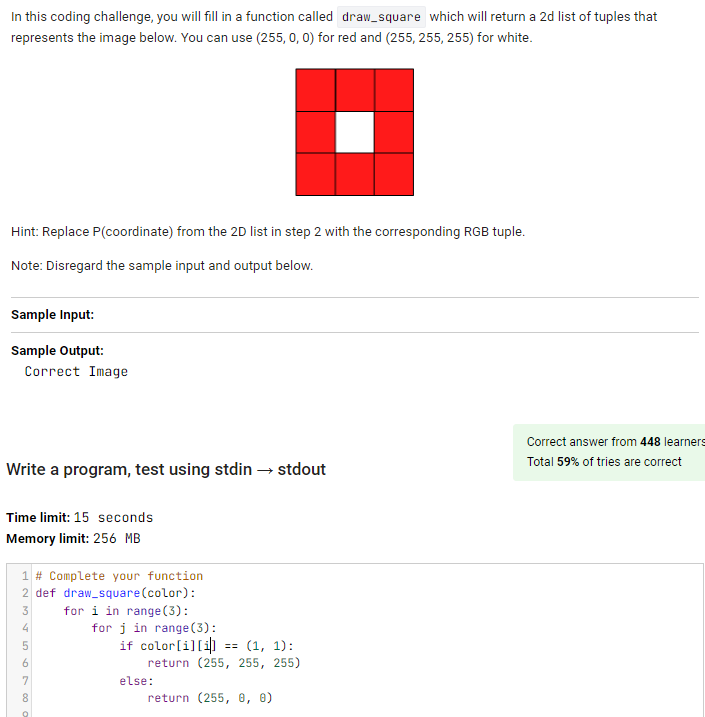 In this coding challenge, you will fill in a function called draw_square which will return a 2d list of tuples that
represents the image below. You can use (255, 0, 0) for red and (255, 255, 255) for white.
Hint: Replace P(coordinate) from the 2D list in step 2 with the corresponding RGB tuple.
Note: Disregard the sample input and output below.
Sample Input:
Sample Output:
Correct Image
Correct answer from 448 learners
Total 59% of tries are correct
Write a program, test using stdin → stdout
Time limit: 15 seconds
Memory limit: 256 MB
1 # Complete your function
2 def draw_square(color):
3     for i in range(3):
4         for j in range(3):
5             if color[i][i] == (1, 1):
6                 return (255, 255, 255)
7             else:
8                 return (255, 0, 0)
9